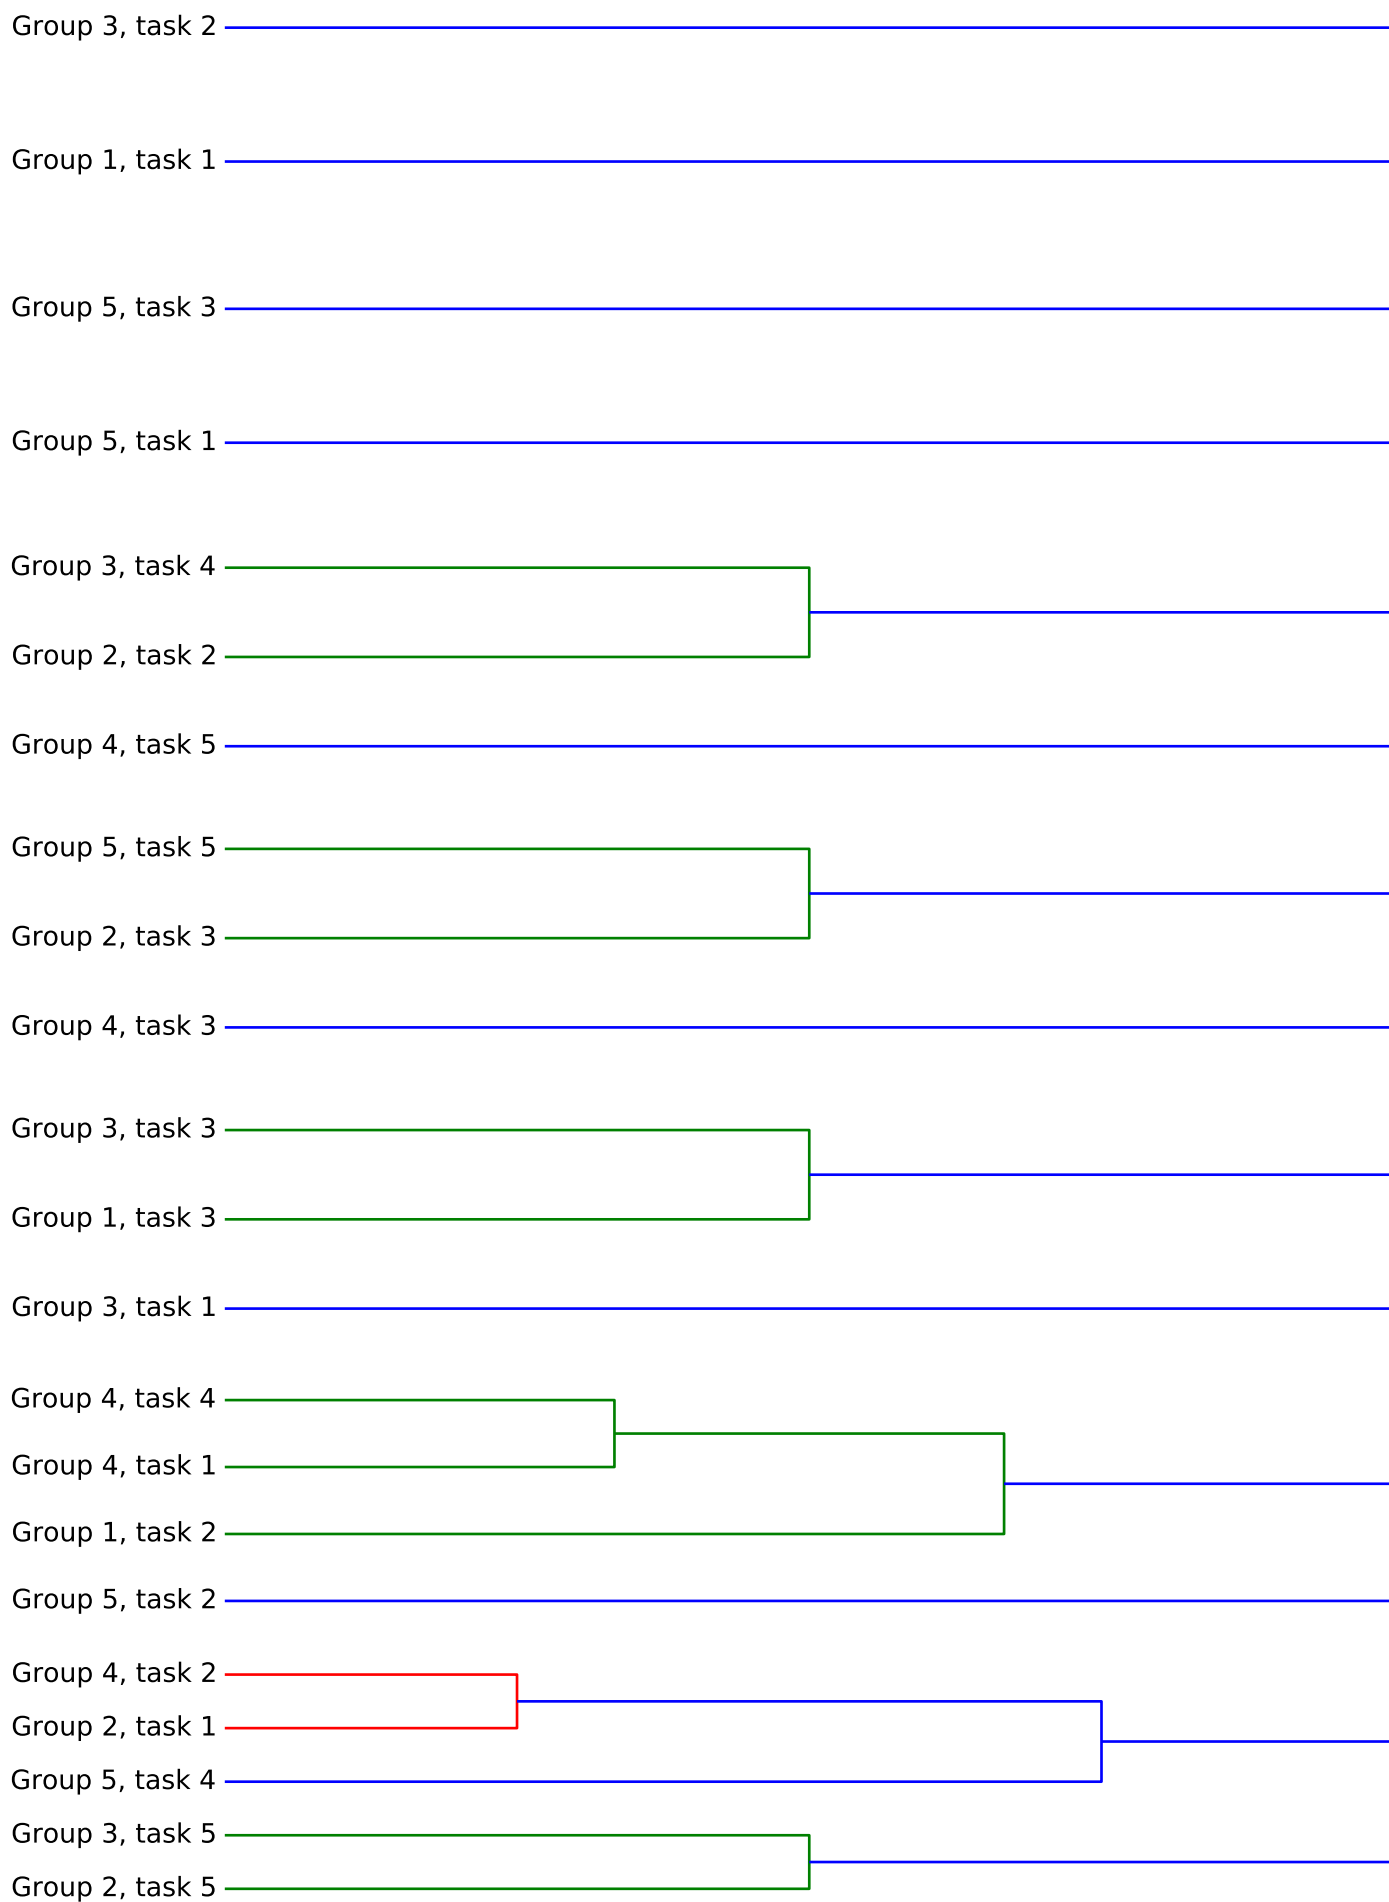 Group 3, task 2
Group 1, task 1
Group 5, task 3
Group 5, task 1
Group 3, task 4
Group 2, task 2
Group 4, task 5
Group 5, task 5
Group 2, task 3
Group 4, task 3
Group 3, task 3
Group 1, task 3
Group 3, task 1
Group 4, task 4
Group 4, task 1
Group 1, task 2
Group 5, task 2
Group 4, task 2
Group 2, task 1
Group 5, task 4
Group 3, task 5
Group 2, task 5